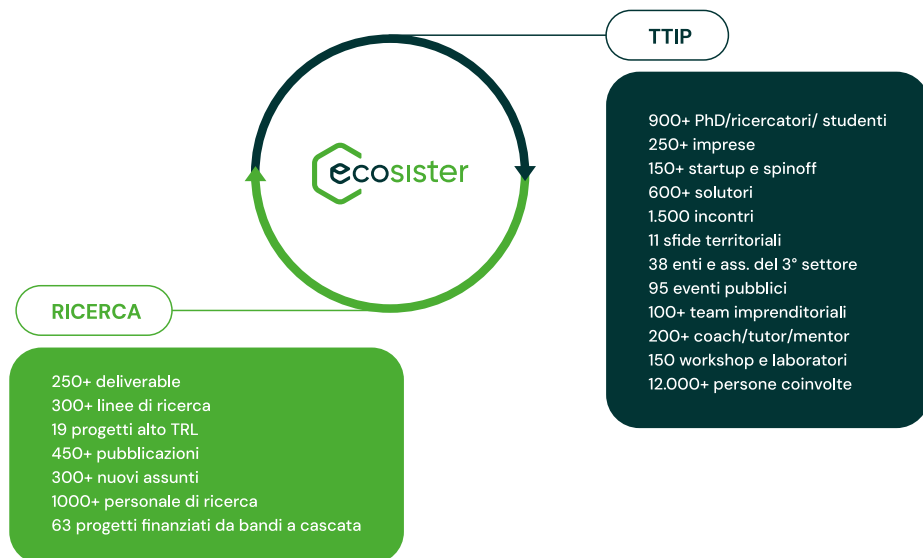 TTIP
900+ PhD/ricercatori/ studenti
250+ imprese
150+ startup e spinoff
600+ solutori
1.500 incontri
11 sfide territoriali
38 enti e ass. del 3° settore
95 eventi pubblici
100+ team imprenditoriali
200+ coach/tutor/mentor
150 workshop e laboratori
12.000+ persone coinvolte
ecosister
RICERCA
250+ deliverable
300+ linee di ricerca
19 progetti alto TRL
450+ pubblicazioni
300+ nuovi assunti
1000+ personale di ricerca
63 progetti finanziati da bandi a cascata